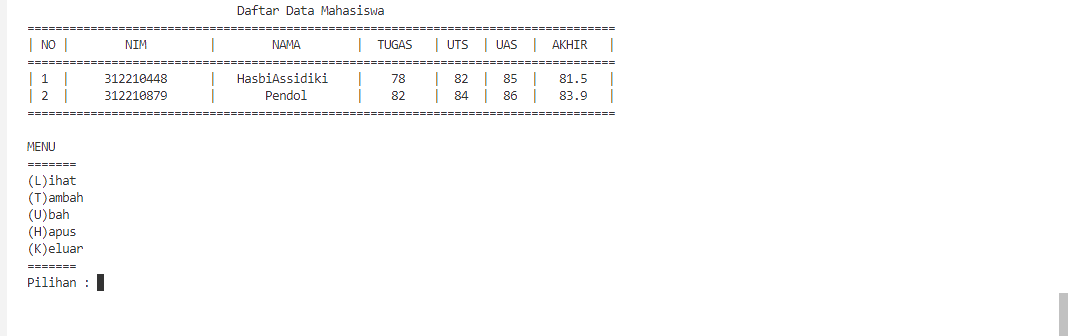 Daftar Data Mahasiswa
====================================================================================
| NO |        NIM         |        NAMA        |  TUGAS   | UTS  | UAS  |  AKHIR   |
====================================================================================
| 1  |     312210448      |   HasbiAssidiki    |    78    |  82  |  85  |   81.5   |
| 2  |     312210879      |       Pendol       |    82    |  84  |  86  |   83.9   |
====================================================================================
MENU
=======
(L)ihat
(T)ambah
(U)bah
(H)apus
(K)eluar
=======
Pilihan :